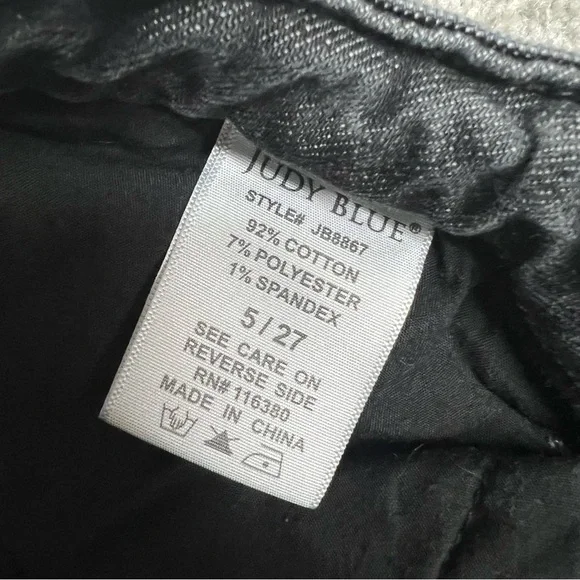 JUDY BLUE®
STYLE# JB8867
92% COTTON
7% POLYESTER
1% SPANDEX
5 / 27
SEE CARE ON
REVERSE SIDE
RN# 116380
MADE IN CHINA